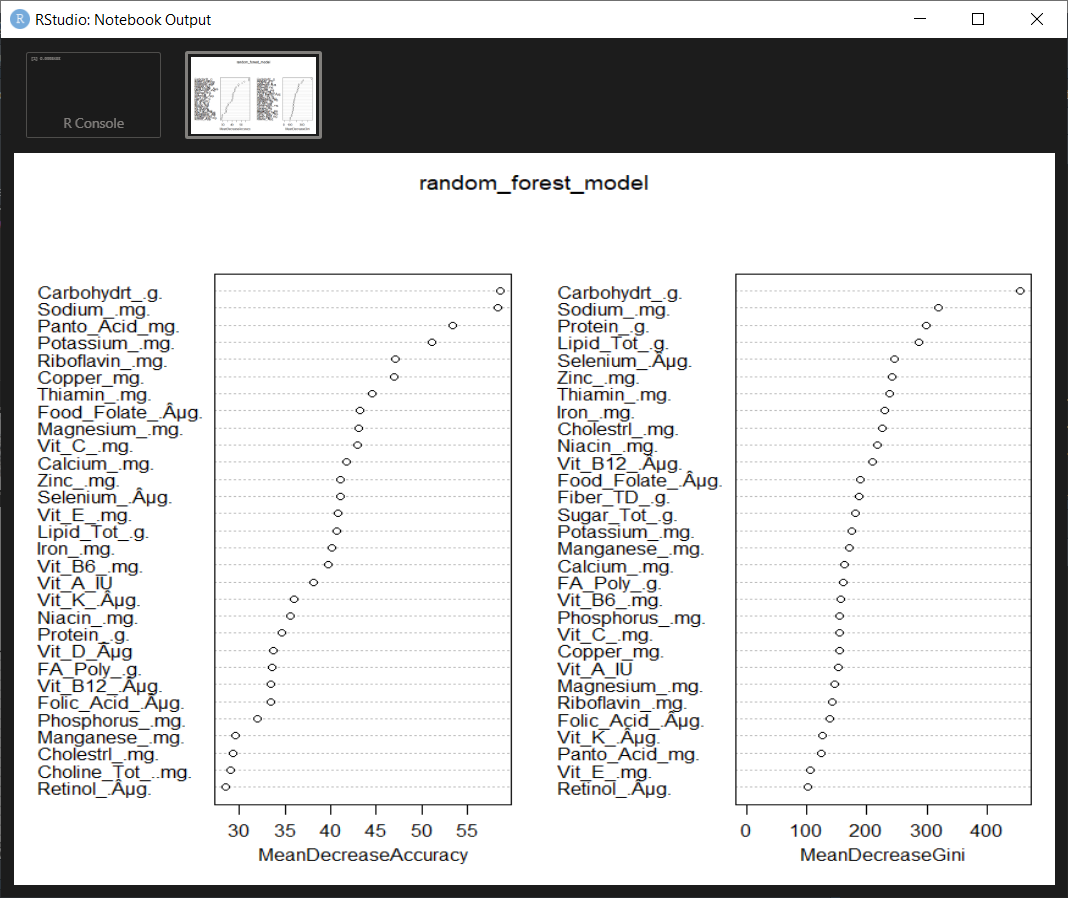 RStudio: Notebook Output
R Console
random_forest_model
Carbohydrt_.g.
Sodium_.mg.
Panto_Acid_mg.
Potassium_.mg.
Riboflavin_.mg.
Copper_mg.
Thiamin_.mg.
Food_Folate_.Âµg.
Magnesium_.mg.
Vit_C_.mg.
Calcium_.mg.
Zinc_.mg.
Selenium_.Âµg.
Vit_E_.mg.
Lipid_Tot_.g.
Iron_.mg.
Vit_B6_.mg.
Vit_A_IU
Vit_K_.Âµg.
Niacin_.mg.
Protein_.g.
Vit_D_Âµg
FA_Poly_.g.
Vit_B12_.Âµg.
Folic_Acid_.Âµg.
Phosphorus_.mg.
Manganese_.mg.
Cholestrl_.mg.
Choline_Tot_..mg.
Retinol_.Âµg.
30 35 40 45 50 55
MeanDecreaseAccuracy
Carbohydrt_.g.
Sodium_.mg.
Protein_.g.
Lipid_Tot_.g.
Selenium_.Âµg.
Zinc_.mg.
Thiamin_.mg.
Iron_.mg.
Cholestrl_.mg.
Niacin_.mg.
Vit_B12_.Âµg.
Food_Folate_.Âµg.
Fiber_TD_.g.
Sugar_Tot_.g.
Potassium_.mg.
Manganese_.mg.
Calcium_.mg.
FA_Poly_.g.
Vit_B6_.mg.
Phosphorus_.mg.
Vit_C_.mg.
Copper_mg.
Vit_A_IU
Magnesium_.mg.
Riboflavin_.mg.
Folic_Acid_.Âµg.
Vit_K_.Âµg.
Panto_Acid_mg.
Vit_E_.mg.
Retinol_.Âµg.
0 100 200 300 400
MeanDecreaseGini